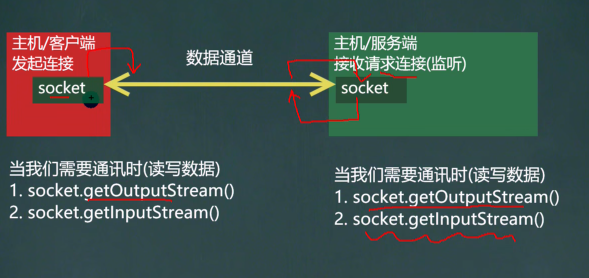 主机/客户端
发起连接
socket
数据通道
主机/服务端
接收请求连接(监听)
socket
当我们需要通讯时(读写数据)
1. socket.getOutputStream()
2. socket.getInputStream()
当我们需要通讯时(读写数据)
1. socket.getOutputStream()
2. socket.getInputStream()